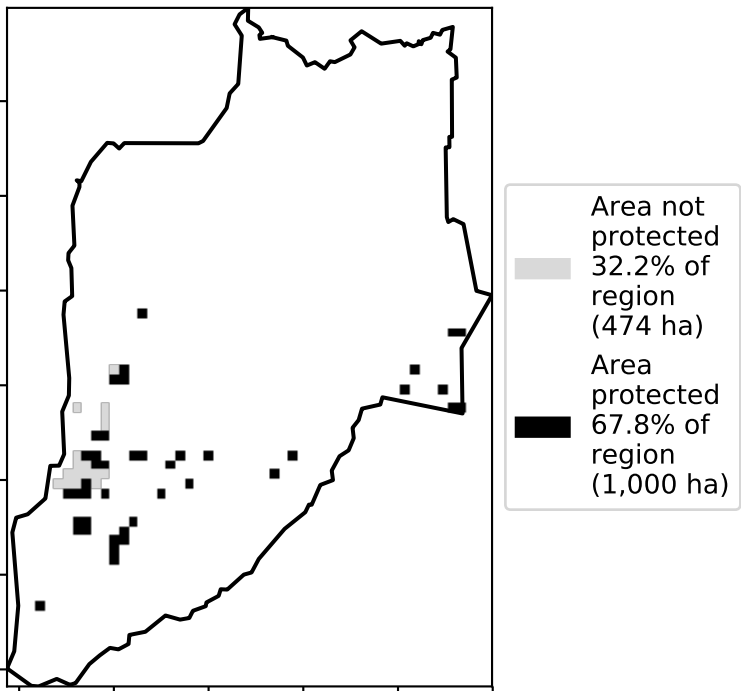 Area not
protected
32.2% of
region
(474 ha)
Area
protected
67.8% of
region
(1,000 ha)